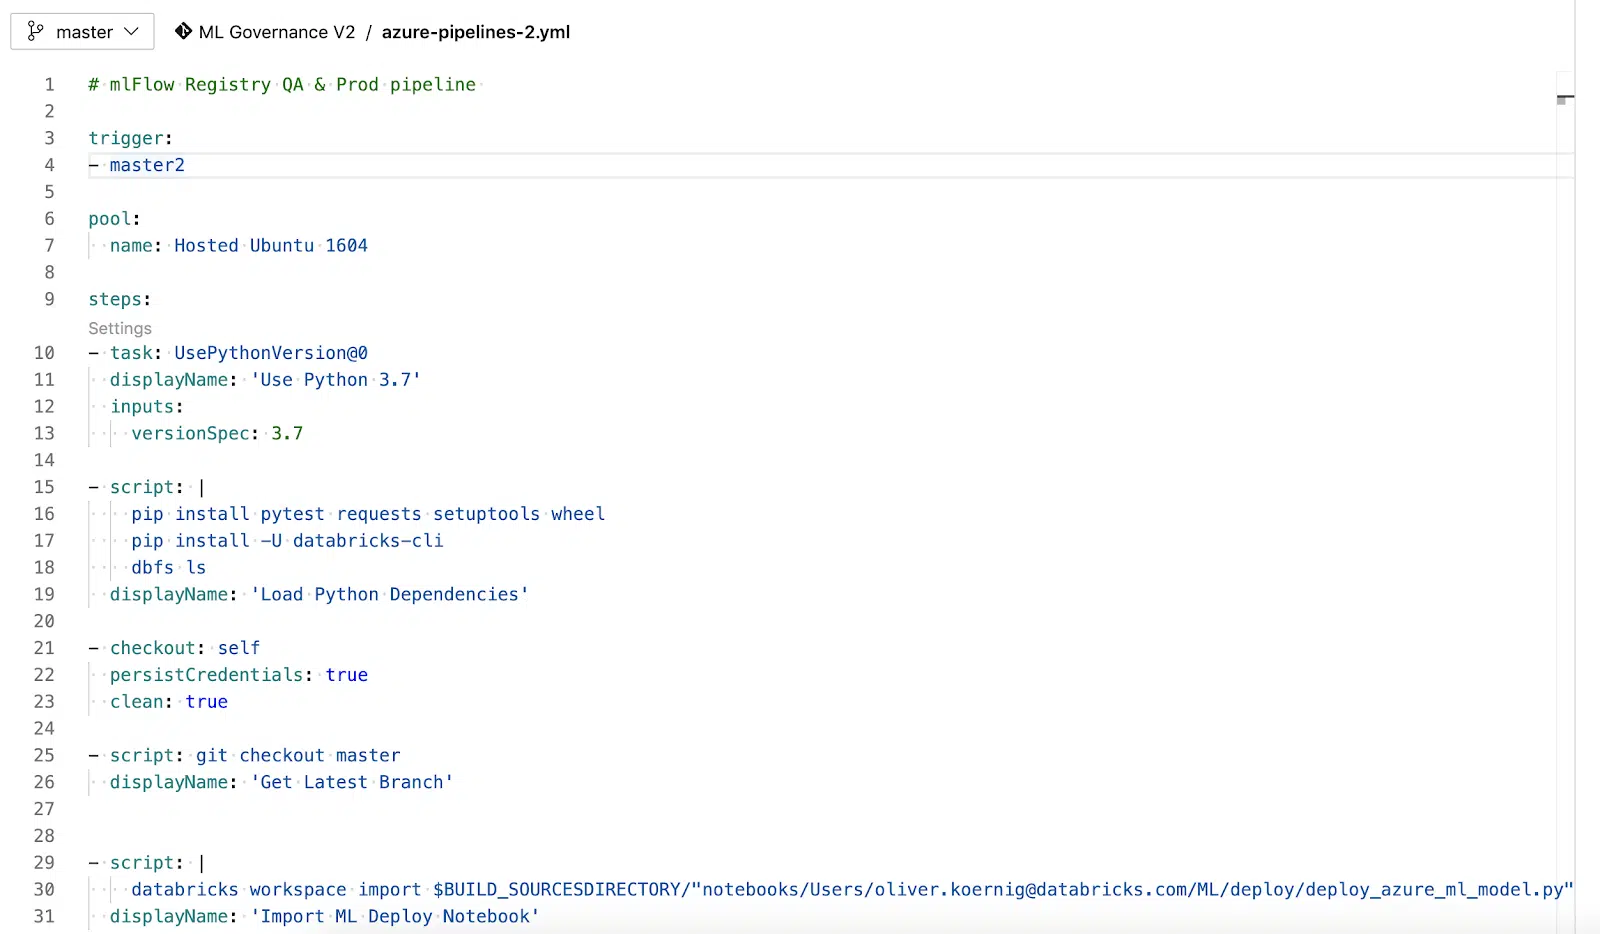 master ML Governance V2 / azure-pipelines-2.yml
1 # mlFlow Registry QA & Prod pipeline
2
3 trigger:
4 - master2
5
6 pool:
7   name: Hosted Ubuntu 1604
8
9 steps:
Settings
10 - task: UsePythonVersion@0
11   displayName: 'Use Python 3.7'
12   inputs:
13     versionSpec: 3.7
14
15 - script: |
16     pip install pytest requests setuptools wheel
17     pip install -U databricks-cli
18     dbfs ls
19   displayName: 'Load Python Dependencies'
20
21 - checkout: self
22   persistCredentials: true
23   clean: true
24
25 - script: git checkout master
26   displayName: 'Get Latest Branch'
27
28
29 - script: |
30     databricks workspace import $BUILD_SOURCESDIRECTORY/"notebooks/Users/oliver.koernig@databricks.com/ML/deploy/deploy_azure_ml_model.py"
31   displayName: 'Import ML Deploy Notebook'